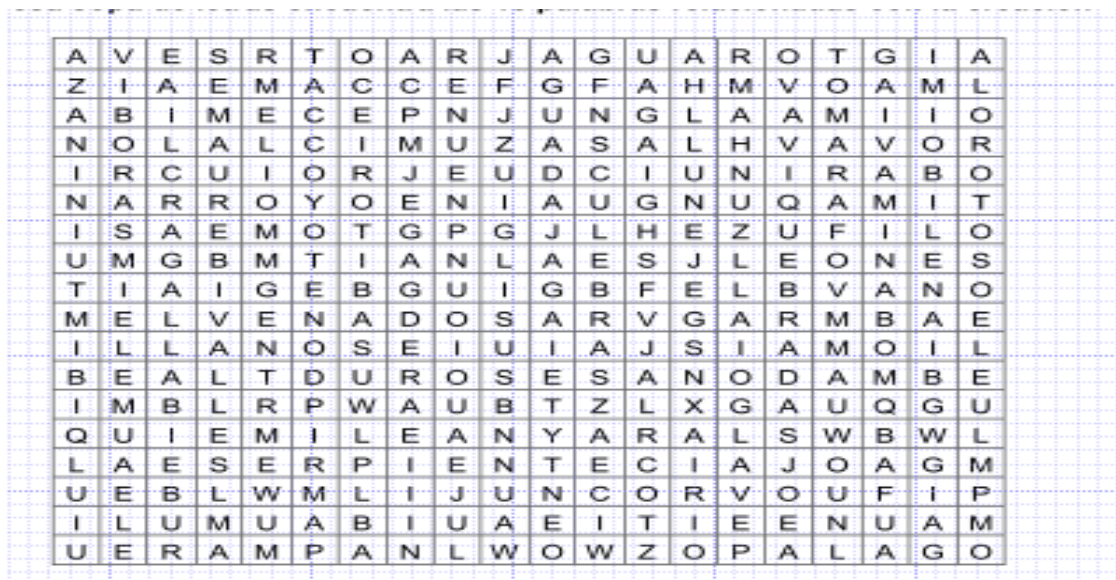 A V E S R T O A R J A G U A R O T G I A
Z I A E M A C C E F G F A H M V O A M L
A B I M E C E P N J U N G L A A M I I O
N O L A L C I M U Z A S A L H V A V O R
I R C U I O R J E U D C I U N I R A B O
N A R R O Y O E N I A U G N U Q A M I T
I S A E M O T G P G J L H E Z U F I L O
U M G B M T I A N L A E S J L E O N E S
T I A I G E B G U I G B F E L B V A N O
M E L V E N A D O S A R V G A R M B A E
I L L A N O S E I U I A J S I A M O I L
B E A L T D U R O S E S A N O D A M B E
I M B L R P W A U B T Z L X G A U Q G U
Q U I E M I L E A N Y A R A L S W B W L
L A E S E R P I E N T E C I A J O A G M
U E B L W M L I J U N C O R V O U F I P
I L U M U A B I U A E I T I E E N U A M
U E R A M P A N L W O W Z O P A L A G O